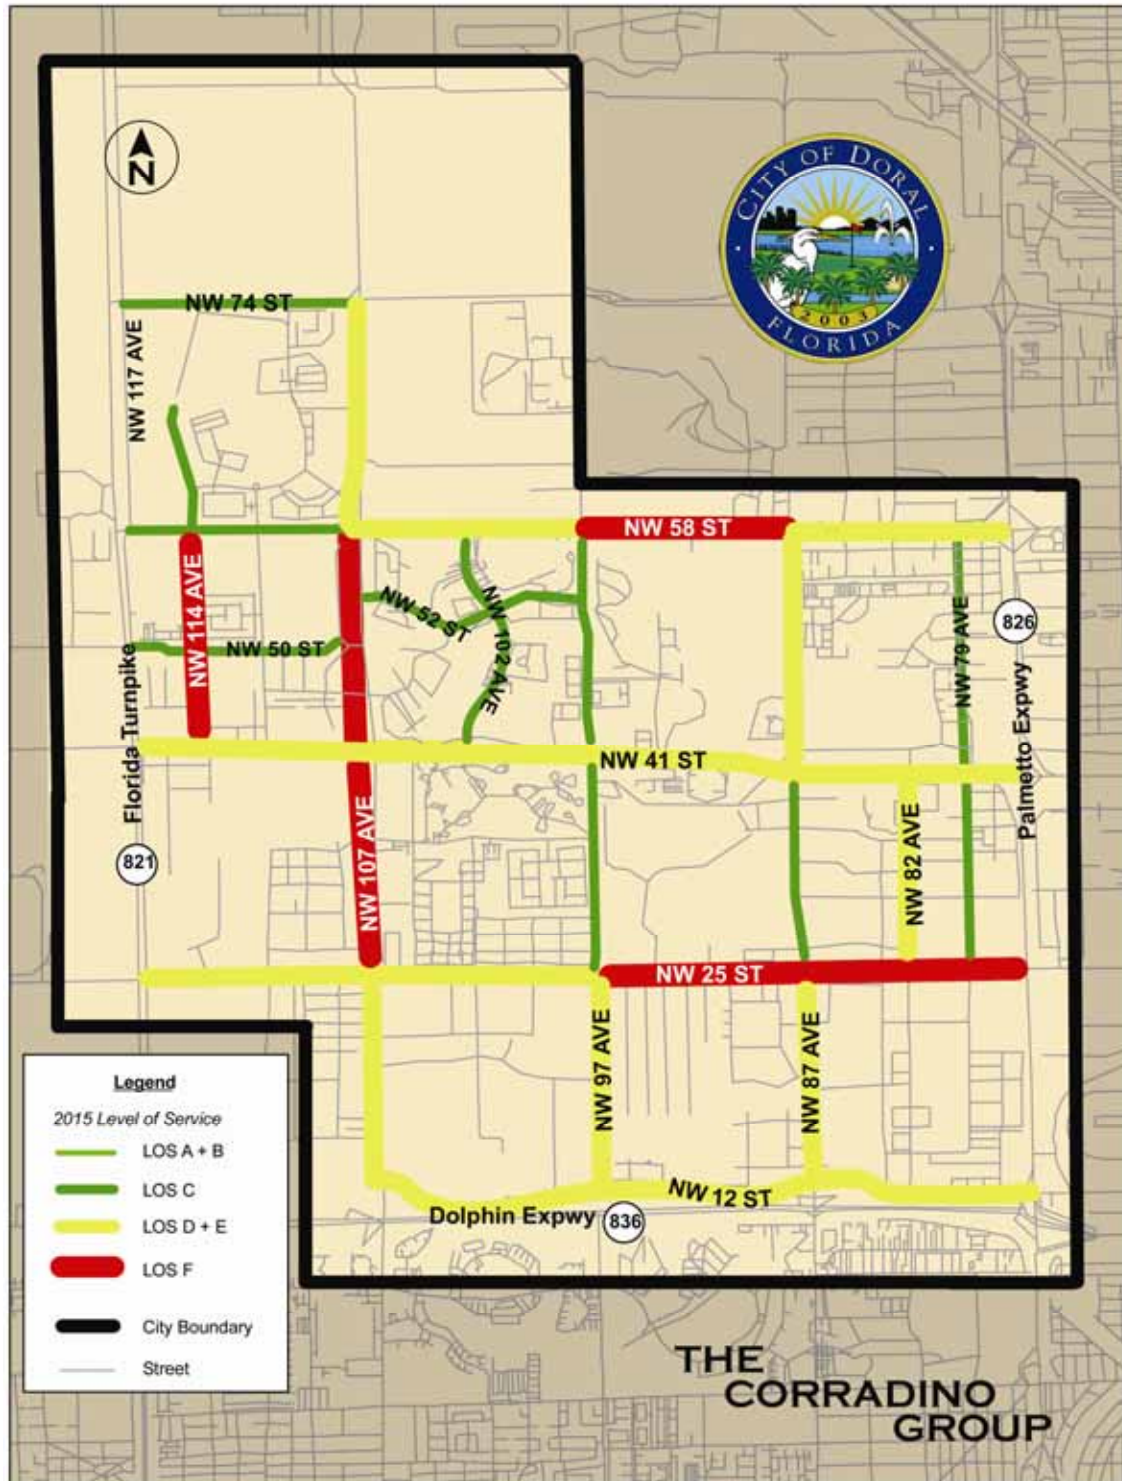 CITY OF DORAL
2003
FLORIDA
N
NW 74 ST
NW 117 AVE
NW 58 ST
NW 114 AVE
NW 52 ST
NW 102 AVE
NW 50 ST
NW 79 AVE
826
Palmetto Expwy
Florida Turnpike
NW 41 ST
821
NW 107 AVE
NW 82 AVE
NW 25 ST
NW 97 AVE
NW 87 AVE
NW 12 ST
Dolphin Expwy
836
Legend
2015 Level of Service
LOS A + B
LOS C
LOS D + E
LOS F
City Boundary
Street
THE
CORRADINO
GROUP